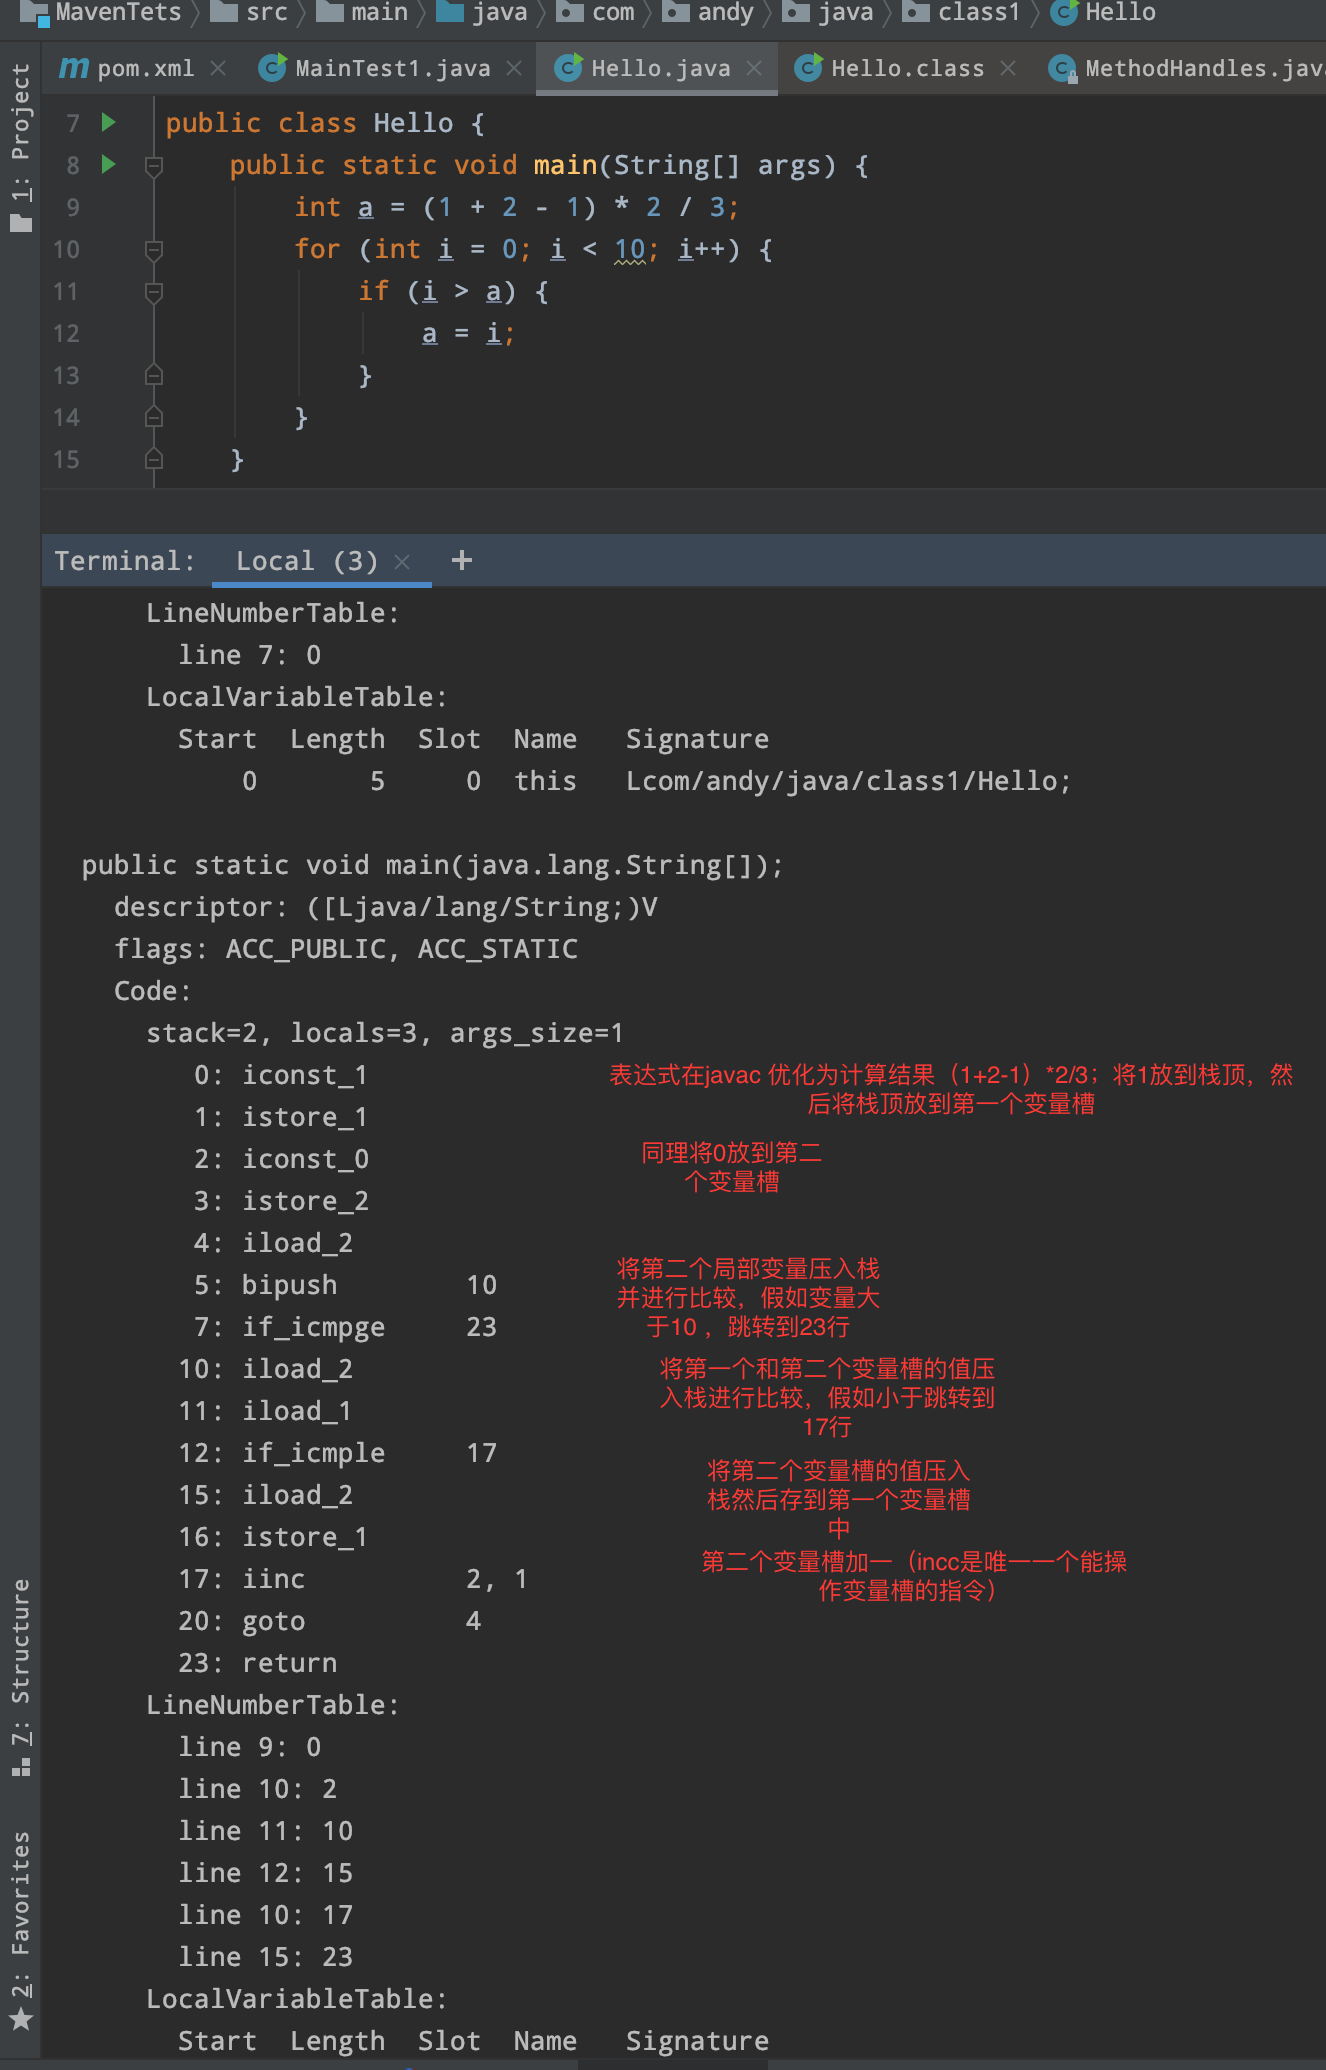 MavenTets src main java com andy java class1 Hello
pom.xml MainTest1.java Hello.java Hello.class MethodHandles.jav
1: Project
7 public class Hello {
8 public static void main(String[] args) {
9 int a = (1 + 2 - 1) * 2 / 3;
10 for (int i = 0; i < 10; i++) {
11 if (i > a) {
12 a = i;
13 }
14 }
15 }
Terminal: Local (3) +
LineNumberTable:
line 7: 0
LocalVariableTable:
Start Length Slot Name Signature
0 5 0 this Lcom/andy/java/class1/Hello;
public static void main(java.lang.String[]);
descriptor: ([Ljava/lang/String;)V
flags: ACC_PUBLIC, ACC_STATIC
Code:
stack=2, locals=3, args_size=1
0: iconst_1
表达式在javac 优化为计算结果（1+2-1）*2/3；将1放到栈顶，然
后将栈顶放到第一个变量槽
1: istore_1
2: iconst_0
同理将0放到第二
个变量槽
3: istore_2
4: iload_2
5: bipush 10
将第二个局部变量压入栈
并进行比较，假如变量大
于10 ，跳转到23行
7: if_icmpge 23
10: iload_2
将第一个和第二个变量槽的值压
入栈进行比较，假如小于跳转到
17行
11: iload_1
12: if_icmple 17
15: iload_2
将第二个变量槽的值压入
栈然后存到第一个变量槽
中
16: istore_1
17: iinc 2, 1
第二个变量槽加一（incc是唯一一个能操
作变量槽的指令）
20: goto 4
23: return
LineNumberTable:
line 9: 0
line 10: 2
line 11: 10
line 12: 15
line 10: 17
line 15: 23
LocalVariableTable:
Start Length Slot Name Signature
7: Structure
2: Favorites